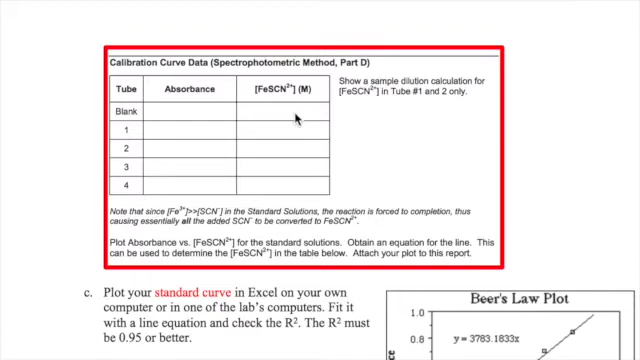 Calibration Curve Data (Spectrophotometric Method, Part D)
Tube Absorbance [FeSCN²⁺] (M)
Show a sample dilution calculation for
[FeSCN²⁺] in Tube #1 and 2 only.
Blank
1
2
3
4
Note that since [Fe³⁺]>>[SCN⁻] in the Standard Solutions, the reaction is forced to completion, thus
causing essentially all the added SCN⁻ to be converted to FeSCN²⁺.
Plot Absorbance vs. [FeSCN²⁺] for the standard solutions. Obtain an equation for the line. This
can be used to determine the [FeSCN²⁺] in the table below. Attach your plot to this report.
c. Plot your standard curve in Excel on your own
computer or in one of the lab's computers. Fit it
with a line equation and check the R². The R² must
be 0.95 or better.
Beer's Law Plot
1.0
0.8
y = 3783.1833x